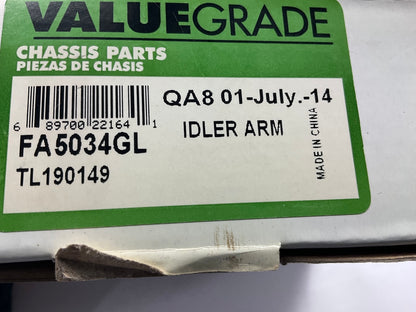 VALUEGRADE
CHASSIS PARTS
PIEZAS DE CHASIS
QA8 01-July.-14
6 89700 22164 1
IDLER ARM
FA5034GL
TL190149
MADE IN CHINA